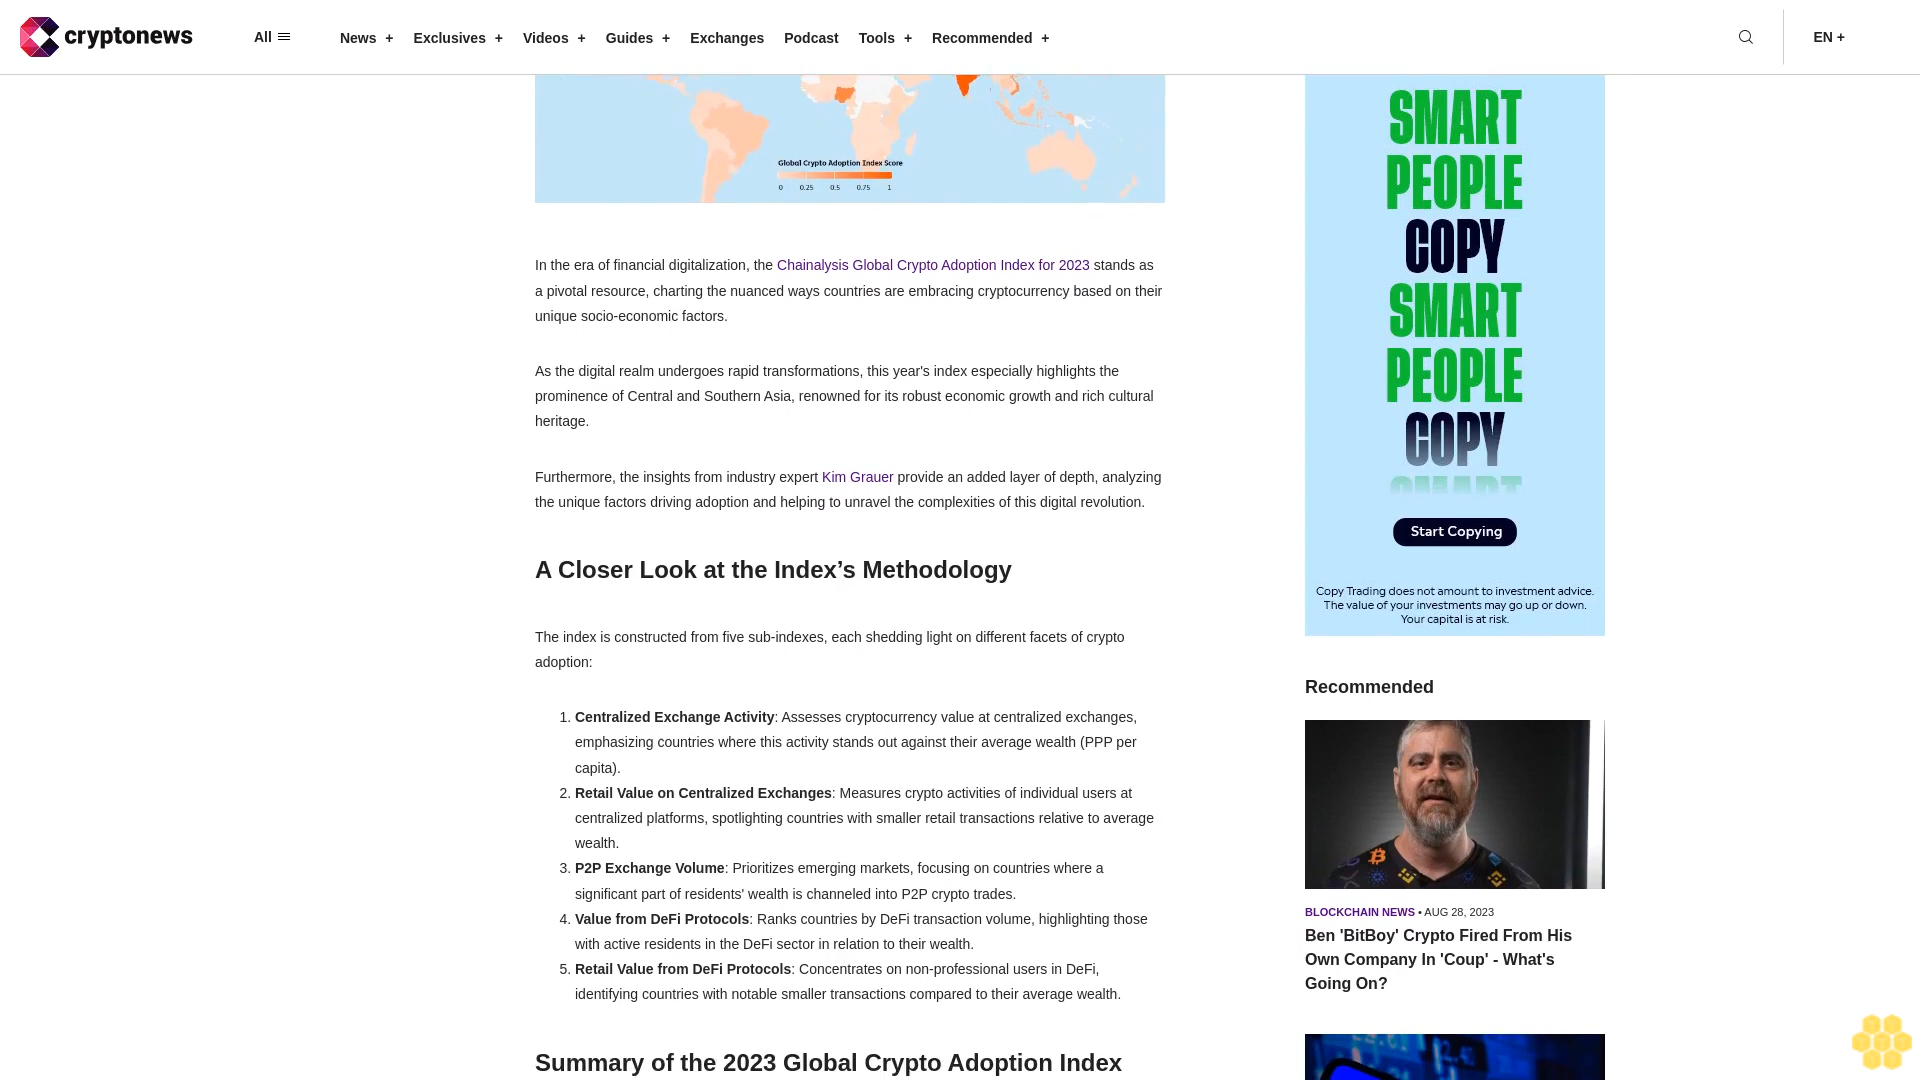 cryptonews
All
News +
Exclusives +
Videos +
Guides +
Exchanges
Podcast
Tools +
Recommended +
EN +
Global Crypto Adoption Index Score
0 0.25 0.5 0.75 1
In the era of financial digitalization, the Chainalysis Global Crypto Adoption Index for 2023 stands as
a pivotal resource, charting the nuanced ways countries are embracing cryptocurrency based on their
unique socio-economic factors.
As the digital realm undergoes rapid transformations, this year's index especially highlights the
prominence of Central and Southern Asia, renowned for its robust economic growth and rich cultural
heritage.
Furthermore, the insights from industry expert Kim Grauer provide an added layer of depth, analyzing
the unique factors driving adoption and helping to unravel the complexities of this digital revolution.
A Closer Look at the Index’s Methodology
The index is constructed from five sub-indexes, each shedding light on different facets of crypto
adoption:
1. Centralized Exchange Activity: Assesses cryptocurrency value at centralized exchanges,
emphasizing countries where this activity stands out against their average wealth (PPP per
capita).
2. Retail Value on Centralized Exchanges: Measures crypto activities of individual users at
centralized platforms, spotlighting countries with smaller retail transactions relative to average
wealth.
3. P2P Exchange Volume: Prioritizes emerging markets, focusing on countries where a
significant part of residents' wealth is channeled into P2P crypto trades.
4. Value from DeFi Protocols: Ranks countries by DeFi transaction volume, highlighting those
with active residents in the DeFi sector in relation to their wealth.
5. Retail Value from DeFi Protocols: Concentrates on non-professional users in DeFi,
identifying countries with notable smaller transactions compared to their average wealth.
Summary of the 2023 Global Crypto Adoption Index
SMART
PEOPLE
COPY
SMART
PEOPLE
COPY
SMART
Start Copying
Copy Trading does not amount to investment advice.
The value of your investments may go up or down.
Your capital is at risk.
Recommended
BLOCKCHAIN NEWS • AUG 28, 2023
Ben 'BitBoy' Crypto Fired From His
Own Company In 'Coup' - What's
Going On?